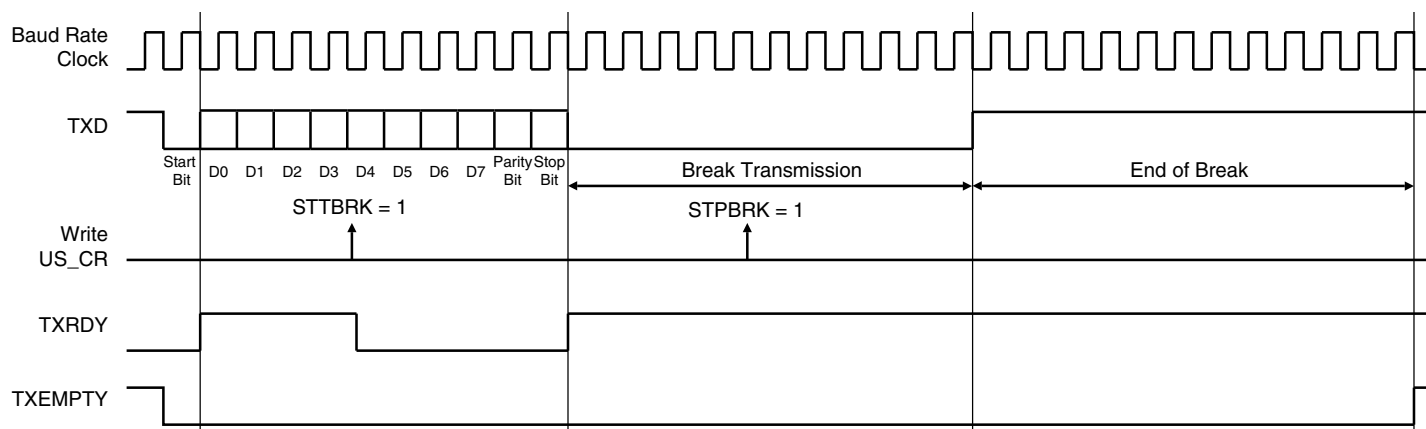 Baud Rate
Clock
TXD
Start
Bit
D0
D1
D2
D3
D4
D5
D6
D7
Parity
Bit
Stop
Bit
Break Transmission
End of Break
STTBRK = 1
STPBRK = 1
Write
US_CR
TXRDY
TXEMPTY